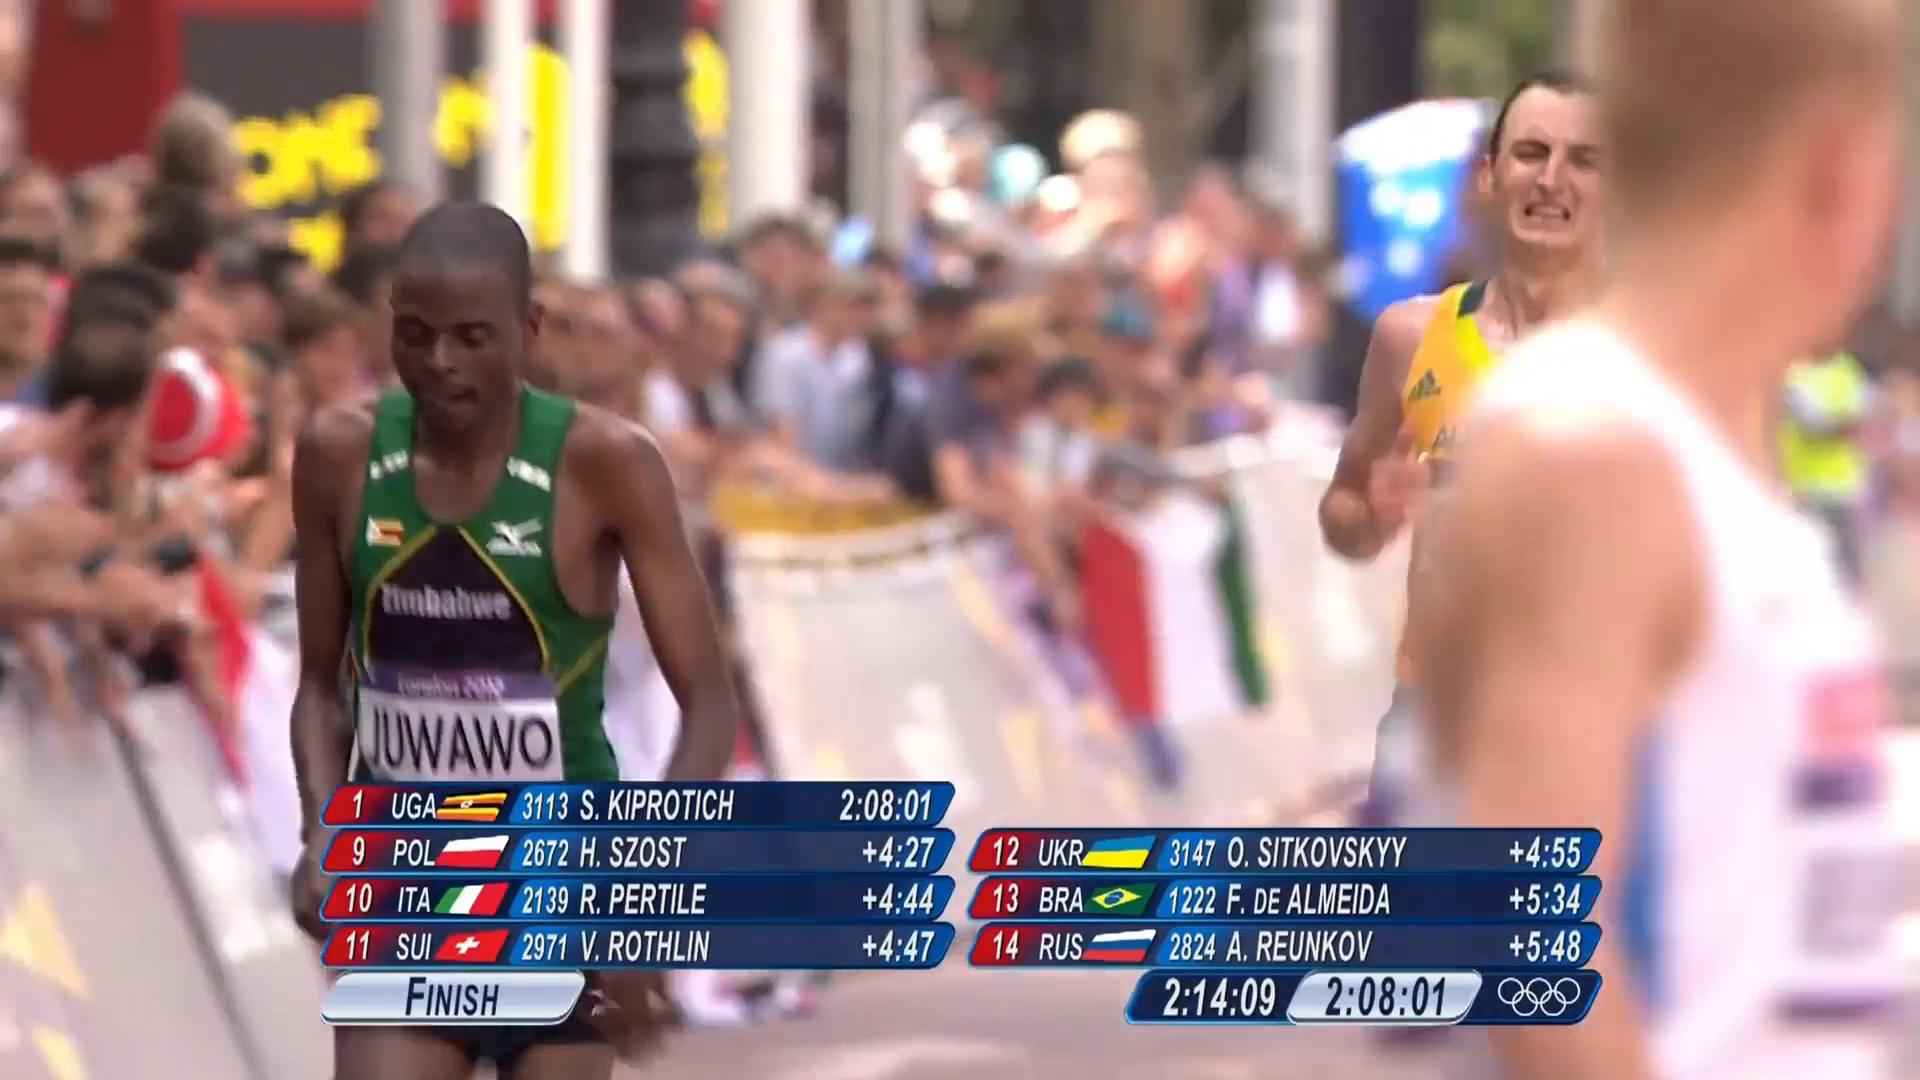 zimbabwe
London 2012
JUWAWO
1 UGA 3113 S. KIPROTICH 2:08:01
9 POL 2672 H. SZOST +4:27
10 ITA 2139 R. PERTILE +4:44
11 SUI 2971 V. ROTHLIN +4:47
12 UKR 3147 O. SITKOVSKYY +4:55
13 BRA 1222 F. DE ALMEIDA +5:34
14 RUS 2824 A. REUNKOV +5:48
FINISH
2:14:09 2:08:01